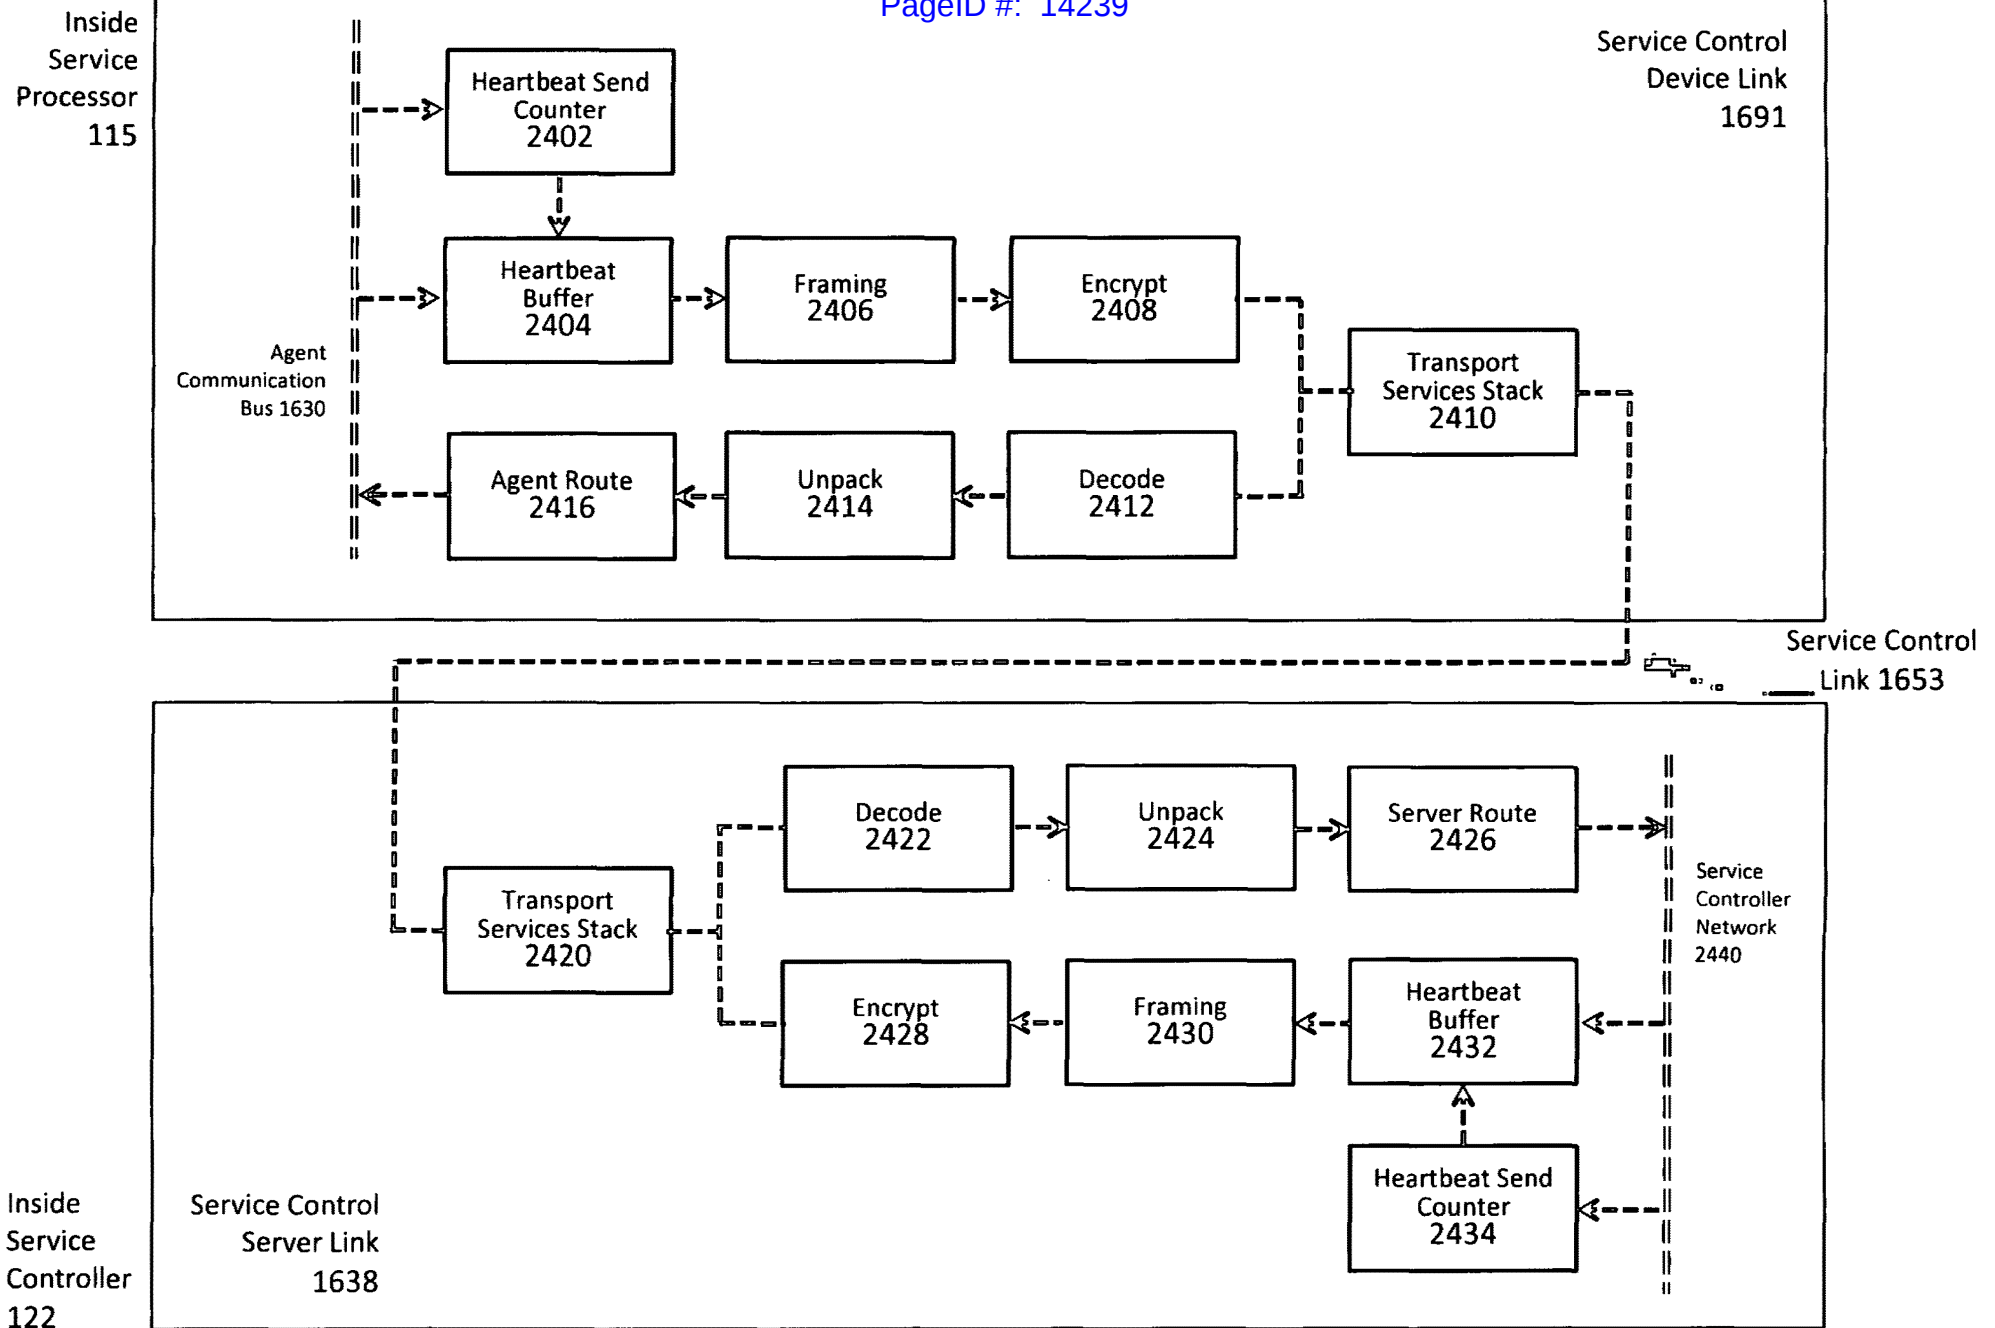 PageID #: 14239
Inside
Service
Processor
115
Service Control
Device Link
1691
Heartbeat Send
Counter
2402
Heartbeat
Buffer
2404
Framing
2406
Encrypt
2408
Agent
Communication
Bus 1630
Transport
Services Stack
2410
Agent Route
2416
Unpack
2414
Decode
2412
Service Control
Link 1653
Decode
2422
Unpack
2424
Server Route
2426
Service
Controller
Network
2440
Transport
Services Stack
2420
Encrypt
2428
Framing
2430
Heartbeat
Buffer
2432
Heartbeat Send
Counter
2434
Inside
Service
Controller
122
Service Control
Server Link
1638